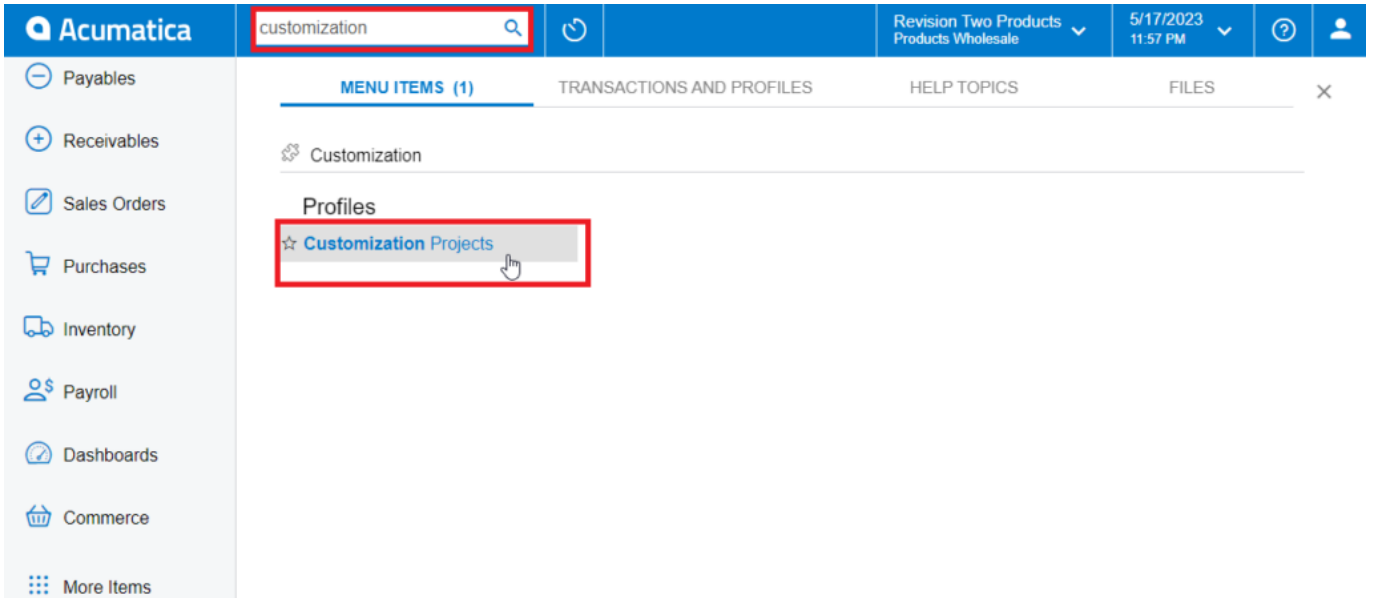 Acumatica
customization
Revision Two Products
Products Wholesale
5/17/2023
11:57 PM
Payables
Receivables
Sales Orders
Purchases
Inventory
Payroll
Dashboards
Commerce
More Items
MENU ITEMS (1)
TRANSACTIONS AND PROFILES
HELP TOPICS
FILES
Customization
Profiles
Customization Projects